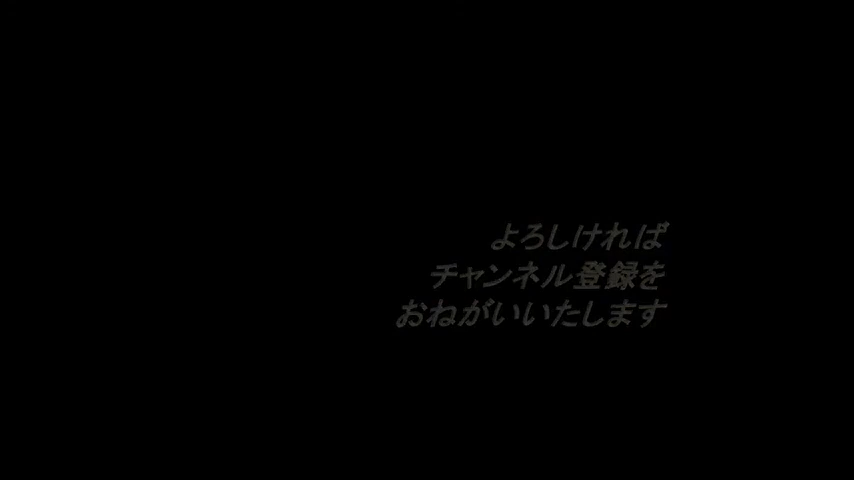 よろしければ
チャンネル登録を
おねがいいたします